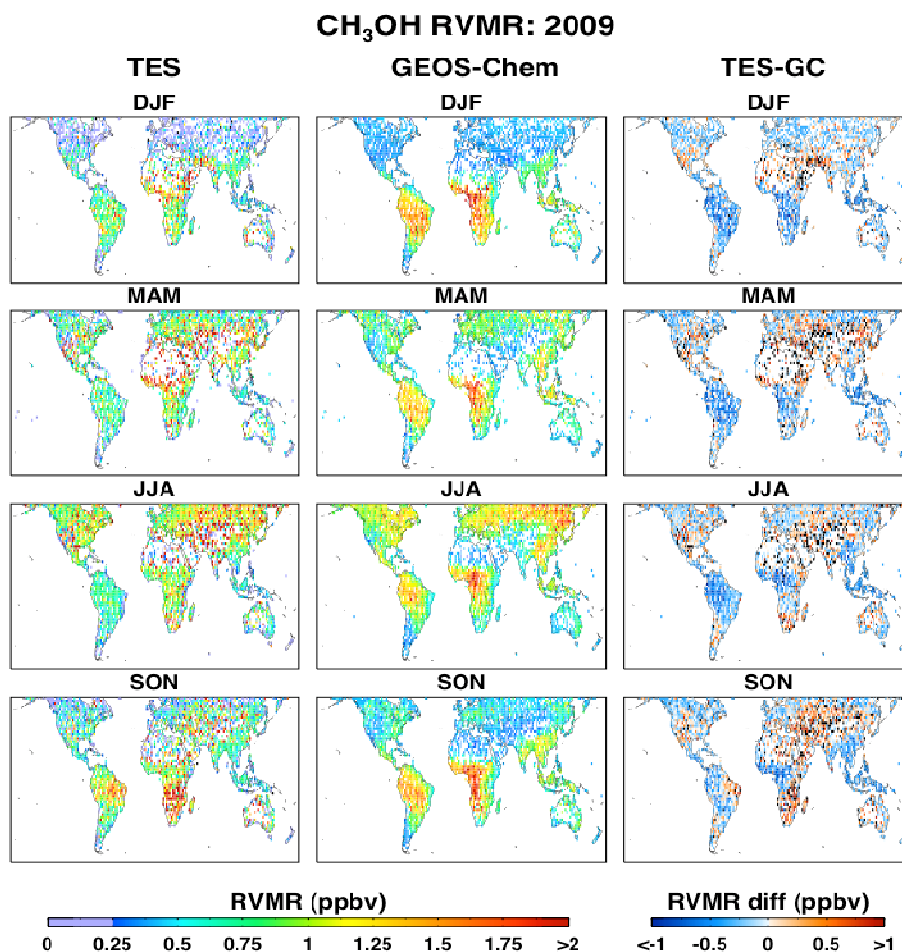 CH₃OH RVMR: 2009
TES GEOS-Chem TES-GC
DJF DJF DJF
MAM MAM MAM
JJA JJA JJA
SON SON SON
RVMR (ppbv) RVMR diff (ppbv)
0 0.25 0.5 0.75 1 1.25 1.5 1.75 >2 <-1 -0.5 0 0.5 >1